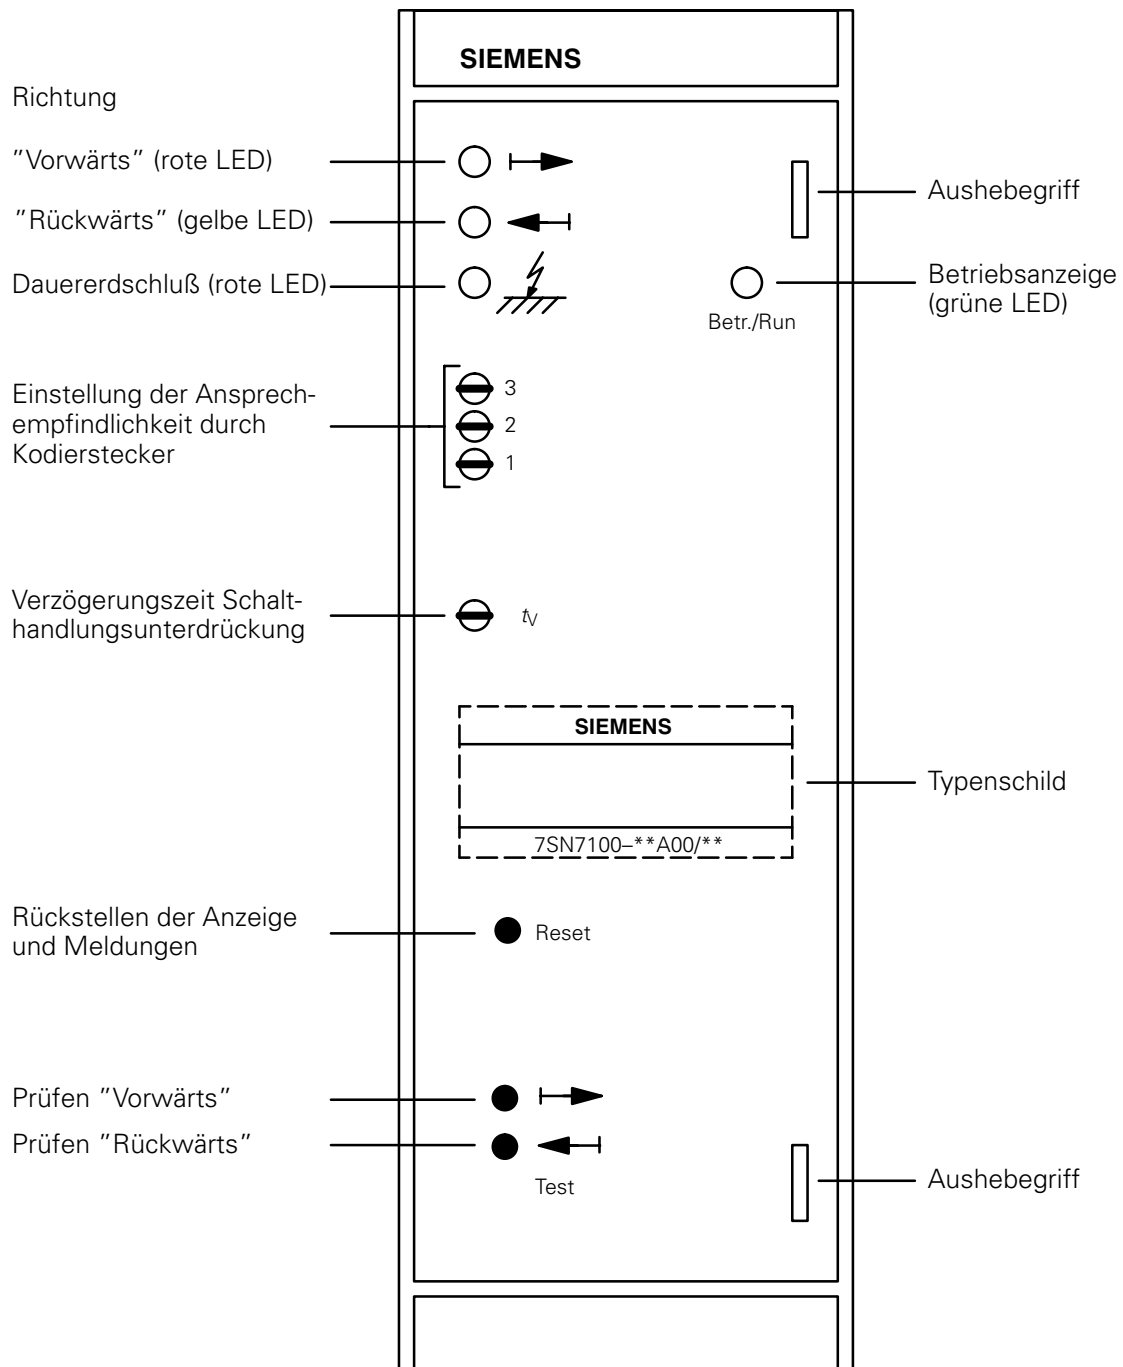 SIEMENS
Richtung
”Vorwärts” (rote LED)
”Rückwärts” (gelbe LED)
Aushebegriff
Dauererdschluß (rote LED)
Betriebsanzeige
(grüne LED)
Betr./Run
Einstellung der Ansprech-
empfindlichkeit durch
Kodierstecker
3
2
1
Verzögerungszeit Schalt-
handlungsunterdrückung
tV
SIEMENS
Typenschild
7SN7100–**A00/**
Rückstellen der Anzeige
und Meldungen
Reset
Prüfen ”Vorwärts”
Prüfen ”Rückwärts”
Test
Aushebegriff